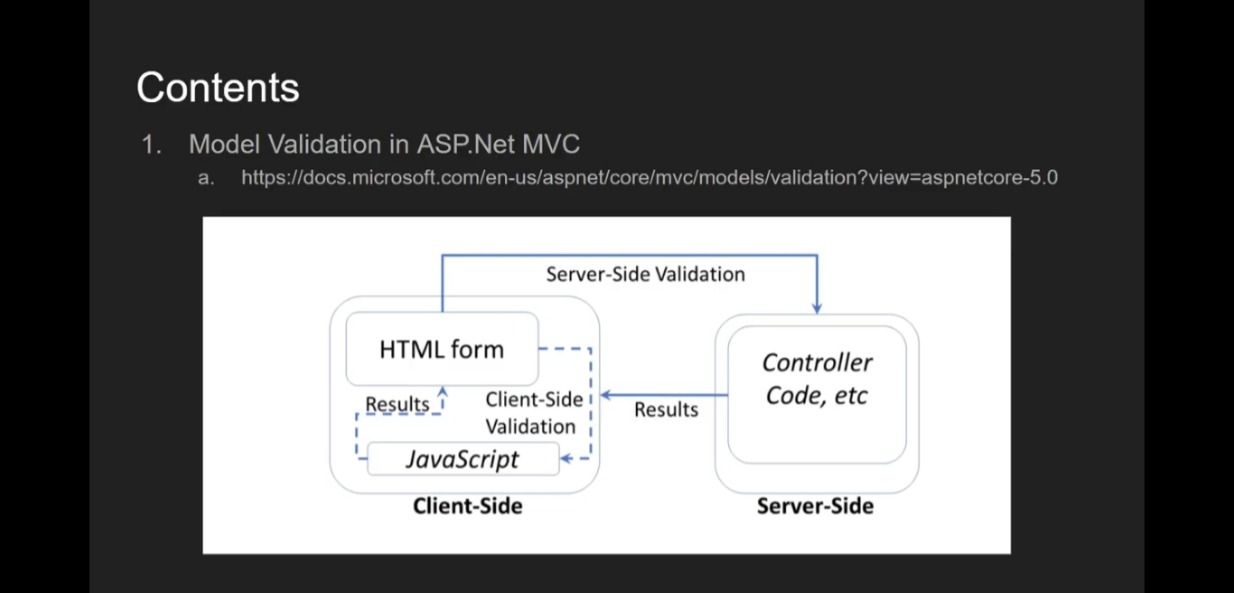 Contents
1. Model Validation in ASP.Net MVC
a. https://docs.microsoft.com/en-us/aspnet/core/mvc/models/validation?view=aspnetcore-5.0
Server-Side Validation
HTML form
Results
Client-Side
Validation
JavaScript
Client-Side
Results
Controller
Code, etc
Server-Side